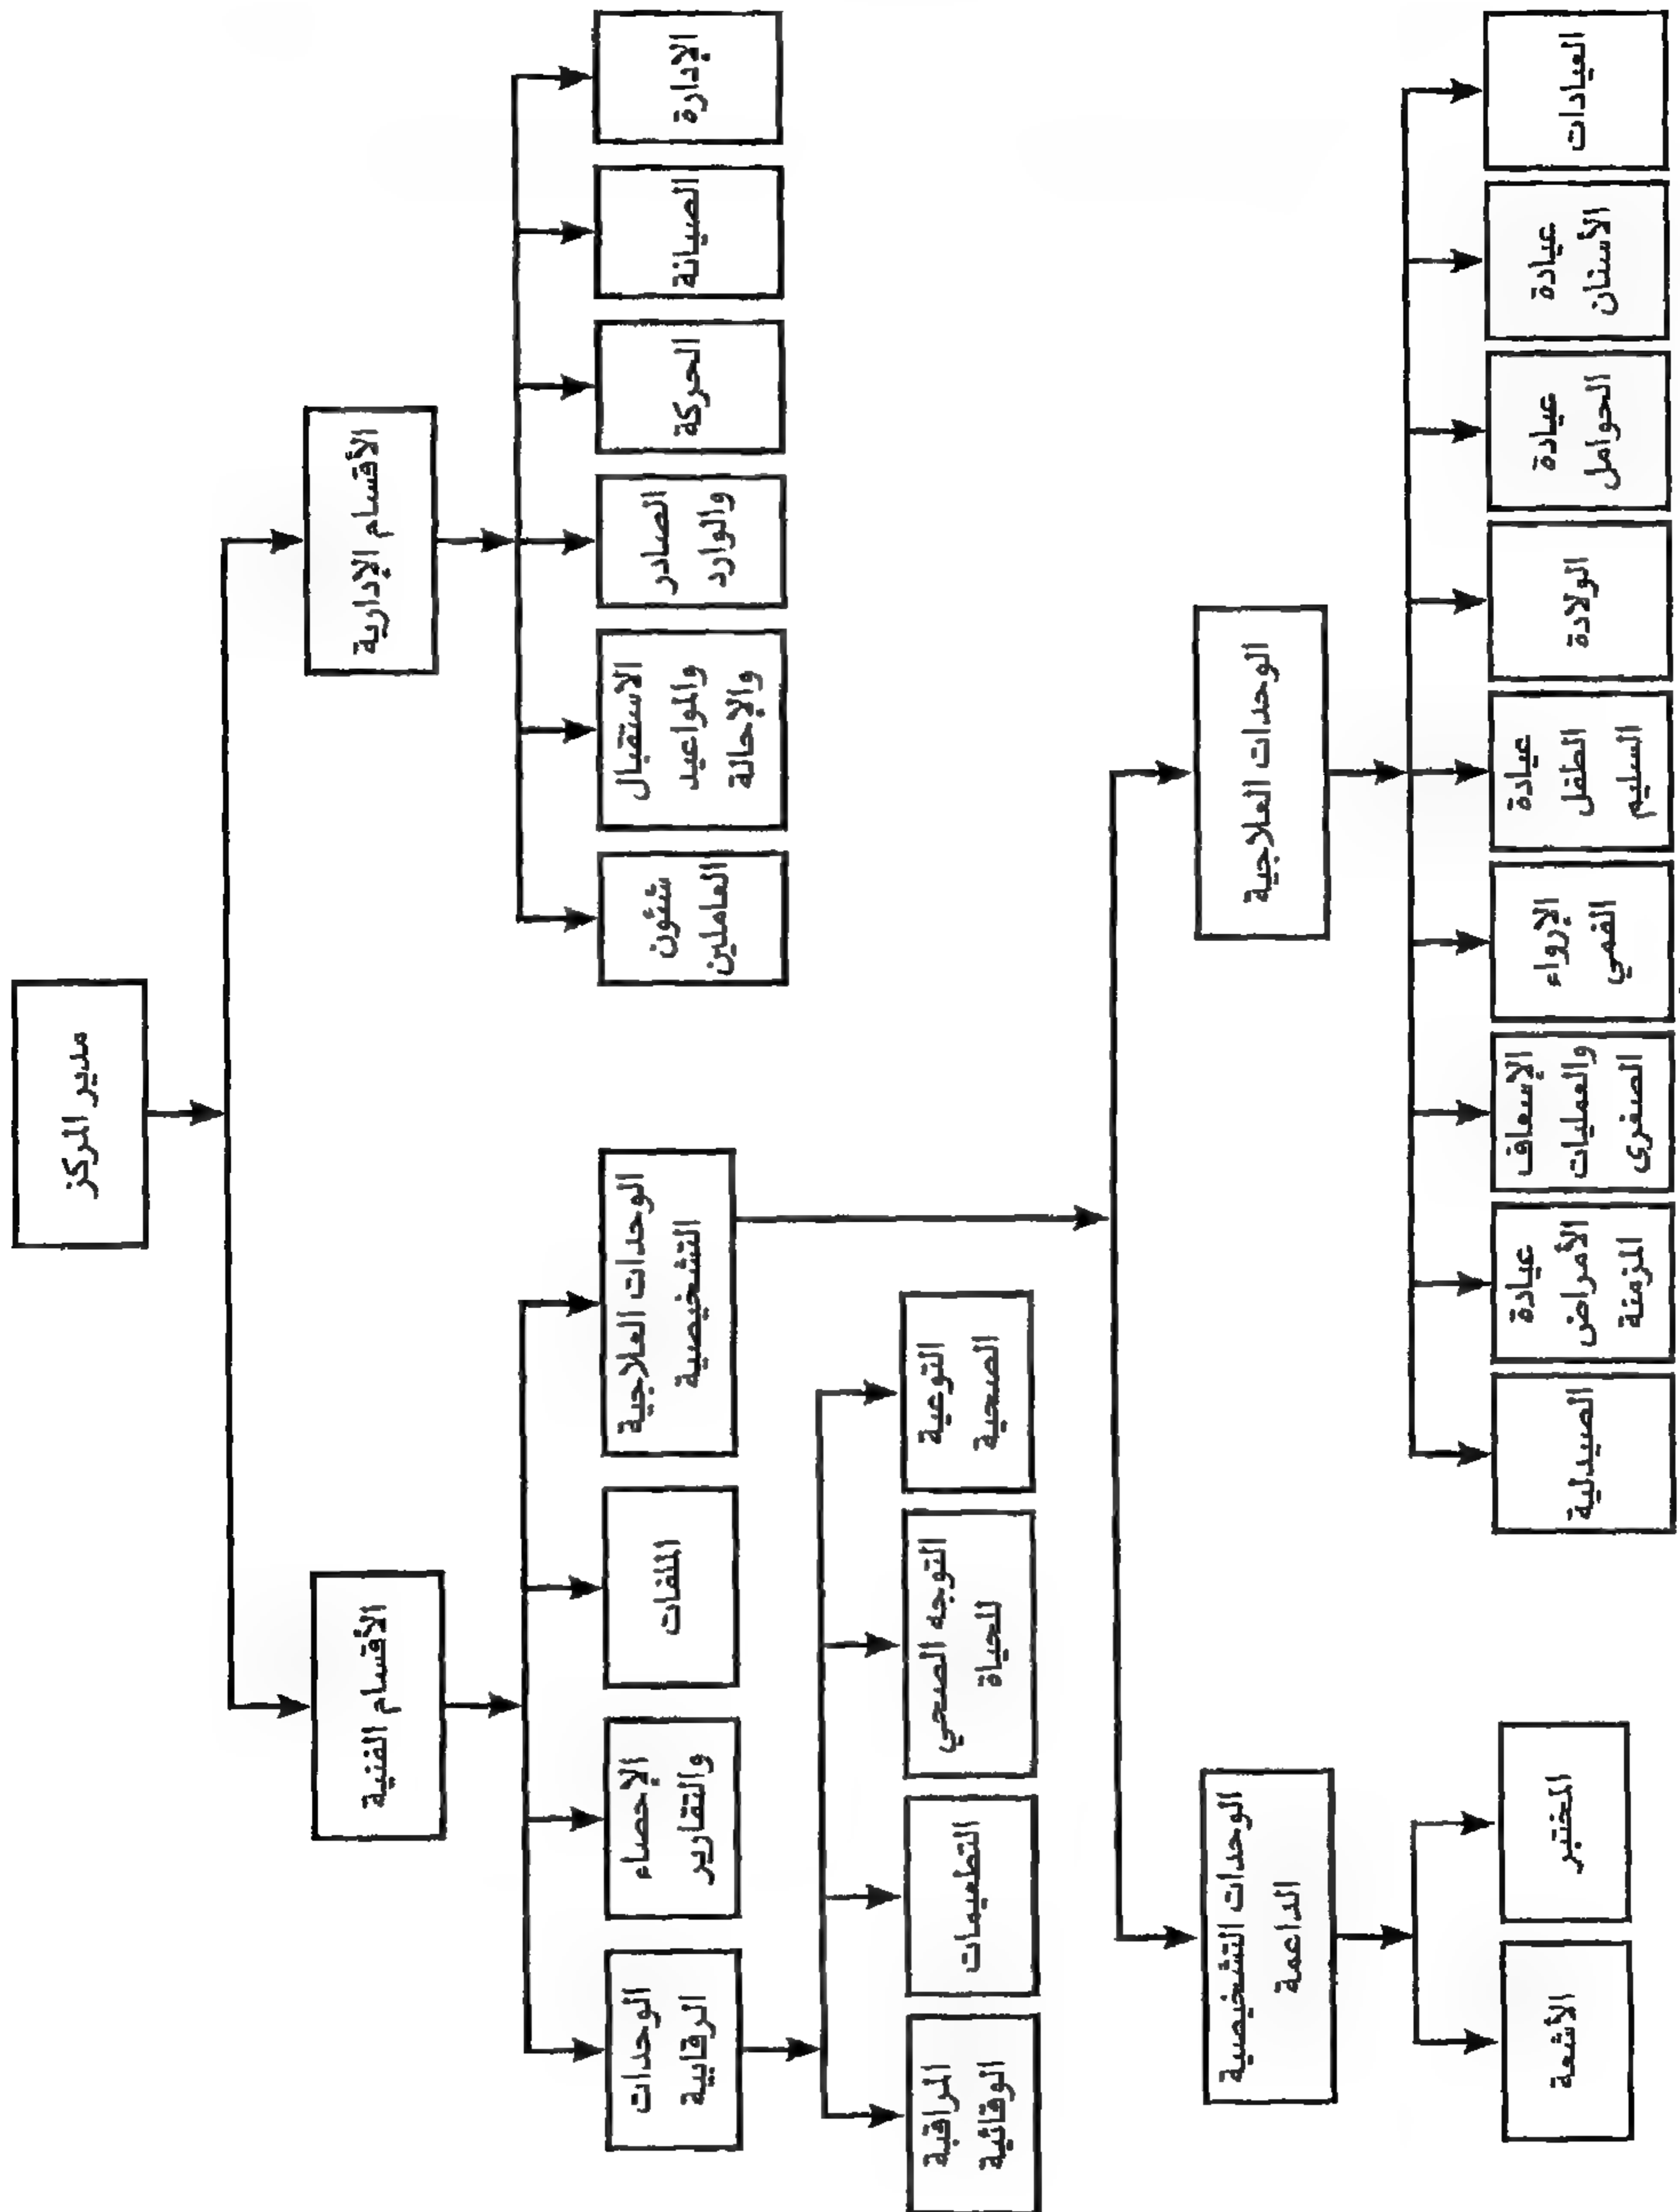 مدير المركز
الأقسام الإدارية
الأقسام الفنية
الإدارة
الصيانة
الحركة
الصادر
والوارد
الاستقبال
والمواعيد
والإحالة
شئون
العاملين
الوحدات العلاجية
التشخيصية
الملفات
الإحصاء
والتقارير
الوحدات
الرقابية
التوعية
الصحية
التوجه الصحي
للحياة
التطعيمات
المراقبة
الوقائية
الوحدات العلاجية
الوحدات التشخيصية
الداعمة
العيادات
عيادة
الأسنان
عيادة
الحوامل
الولادة
عيادة
الطفل
السليم
الإرواء
الفمي
الإسعاف
والعمليات
الصغرى
عيادة
الأمراض
المزمنة
الصيدلية
المختبر
الأشعة